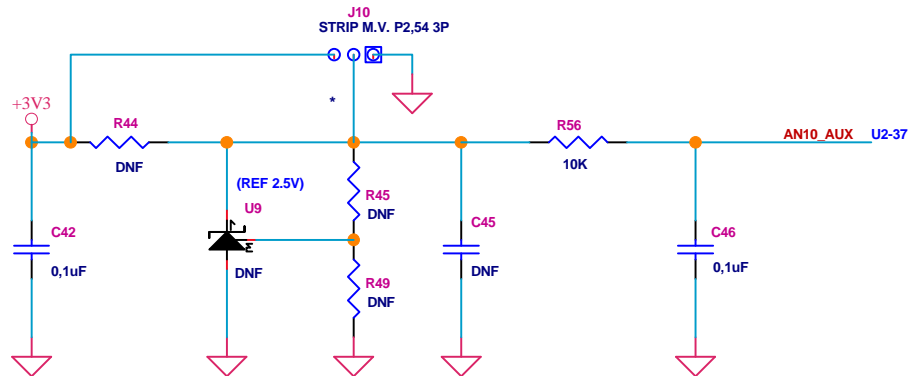 J10
STRIP M.V. P2,54 3P
+3V3
*
R44
DNF
R56
10K
AN10_AUX
U2-37
(REF 2.5V)
U9
DNF
R45
DNF
C42
0,1uF
C45
DNF
C46
0,1uF
R49
DNF